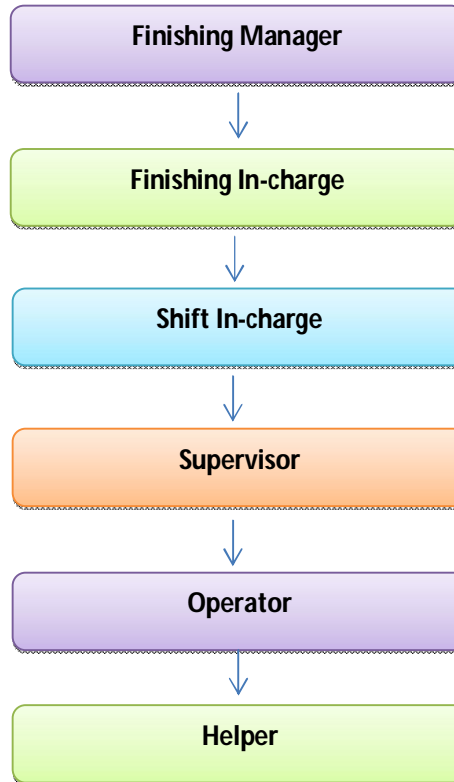 Finishing Manager
Finishing In-charge
Shift In-charge
Supervisor
Operator
Helper